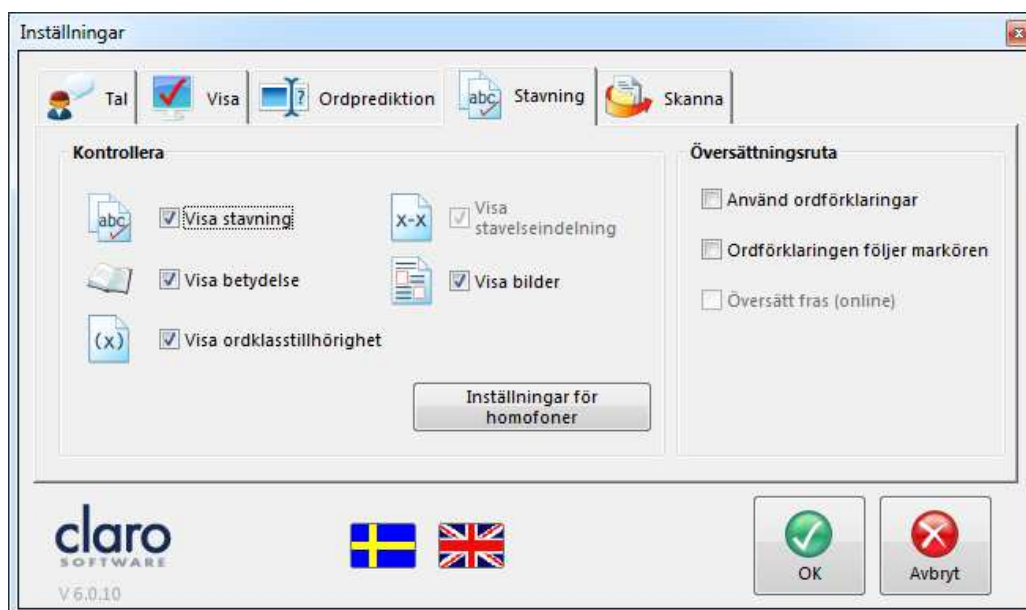 Inställningar
Tal
Visa
Ordprediktion
Stavning
Skanna
Kontrollera
abc
Visa stavning
x-x
Visa
stavelseindelning
Visa betydelse
Visa bilder
(x)
Visa ordklasstillhörighet
Inställningar för
homofoner
Översättningsruta
Använd ordförklaringar
Ordförklaringen följer markören
Översätt fras (online)
claro
SOFTWARE
V 6.0.10
OK
Avbryt